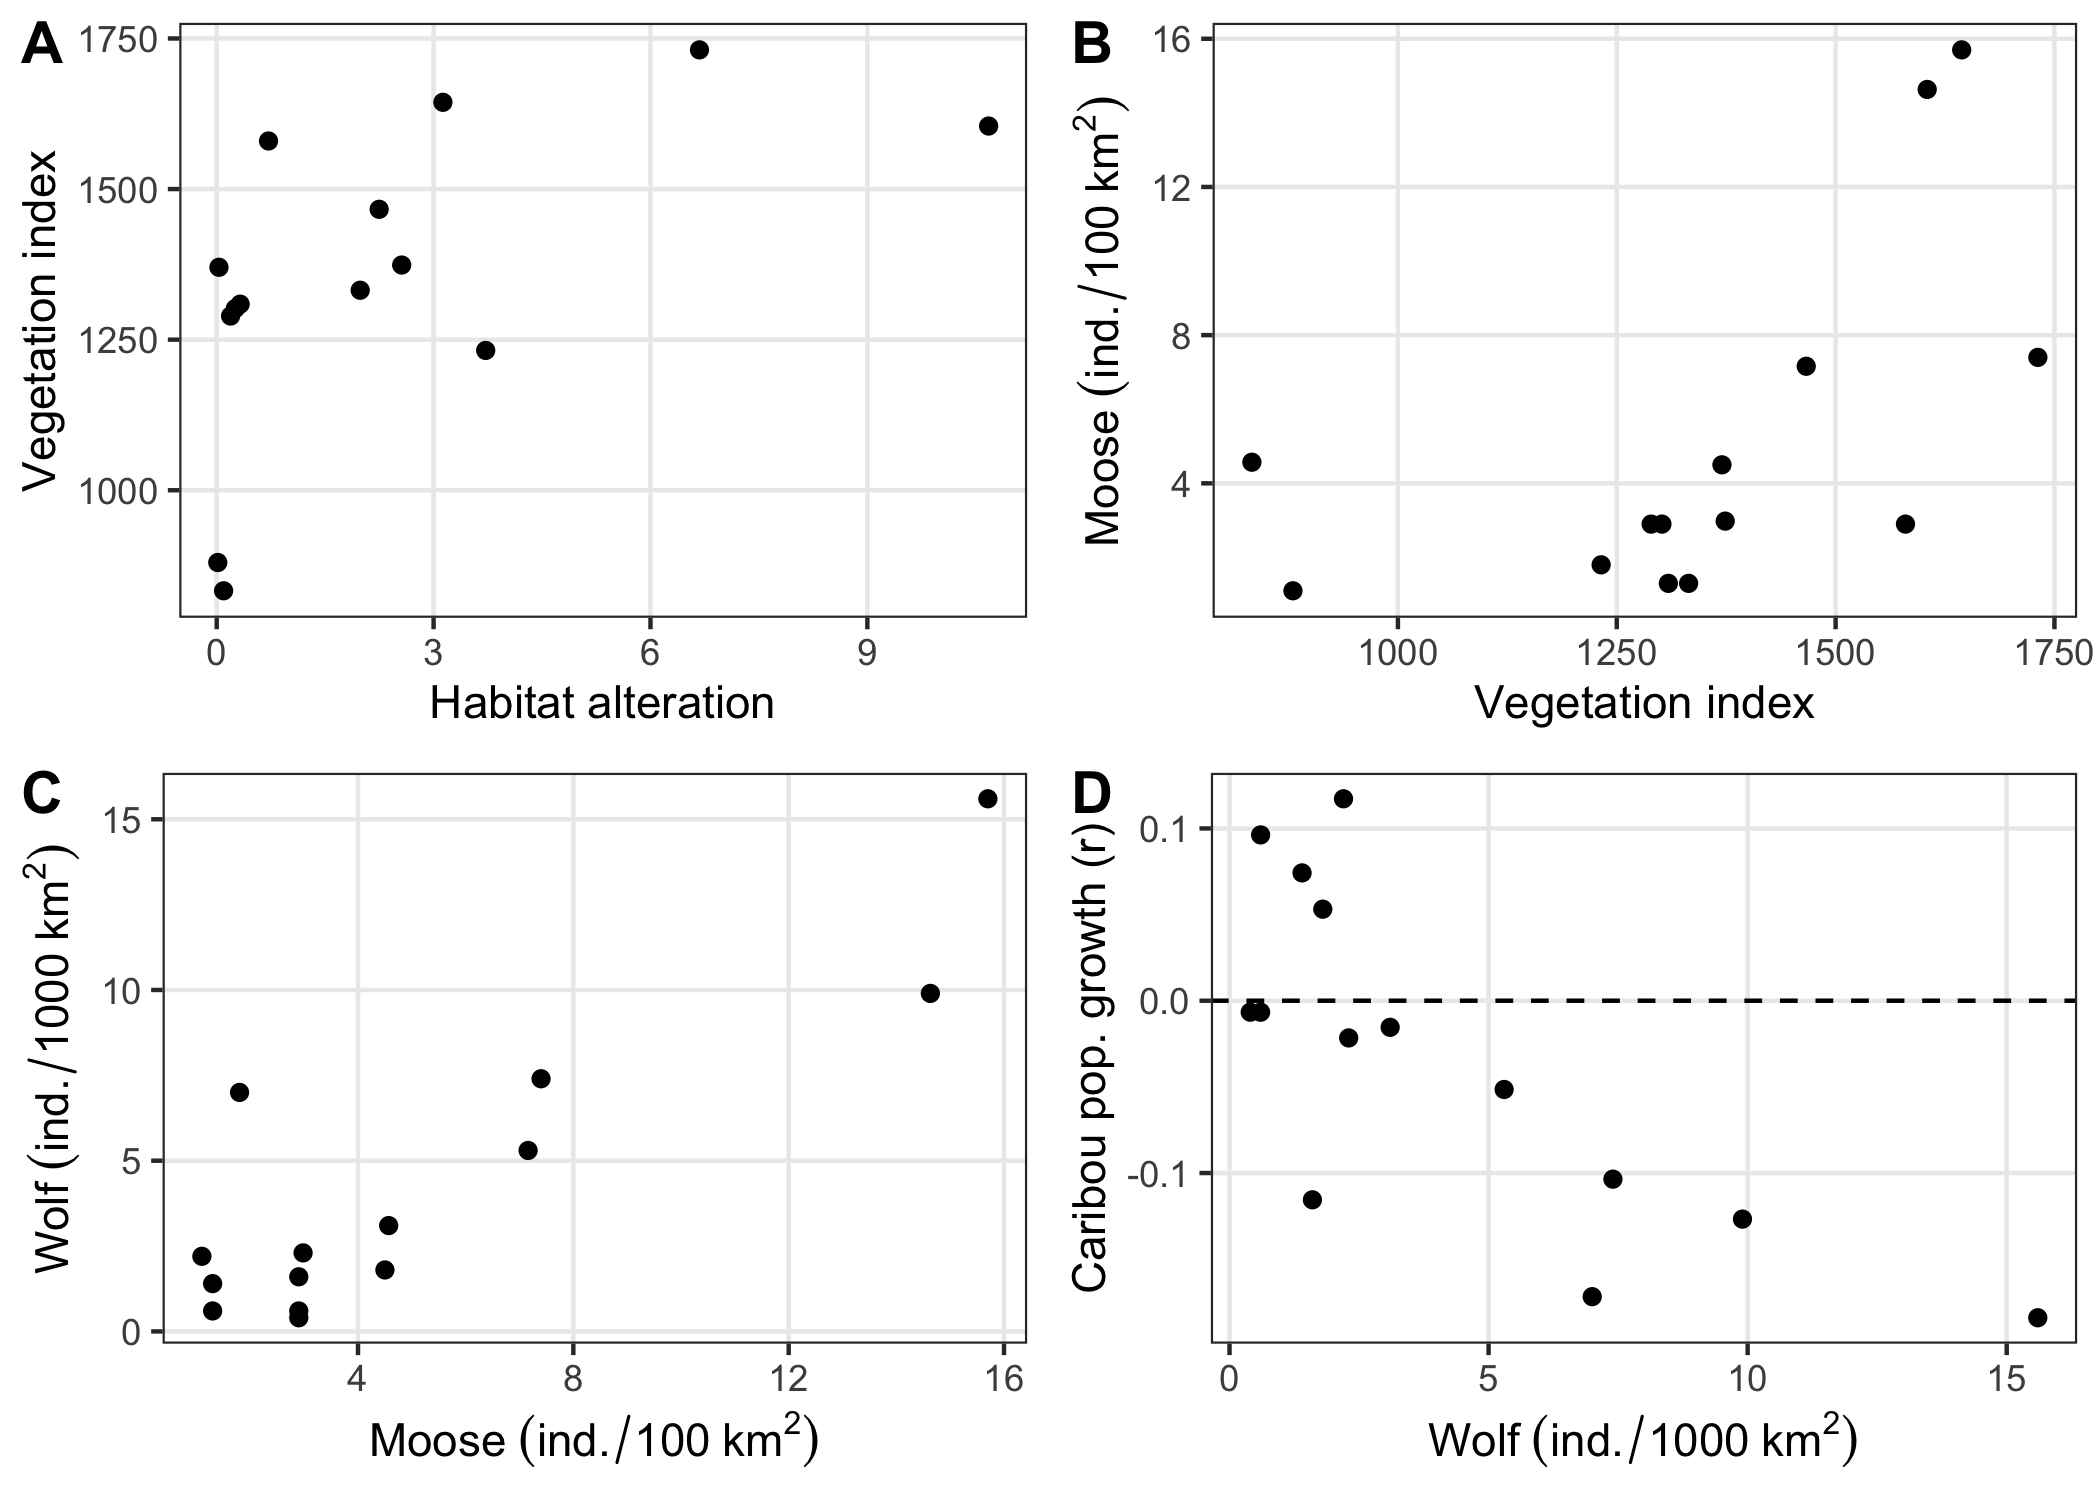 A
1750
1500
1250
1000
Vegetation index
0 3 6 9
Habitat alteration
B
16
12
8
4
Moose (ind./100 km²)
1000 1250 1500 1750
Vegetation index
C
15
10
5
0
Wolf (ind./1000 km²)
4 8 12 16
Moose (ind./100 km²)
D
0.1
0.0
-0.1
Caribou pop. growth (r)
0 5 10 15
Wolf (ind./1000 km²)